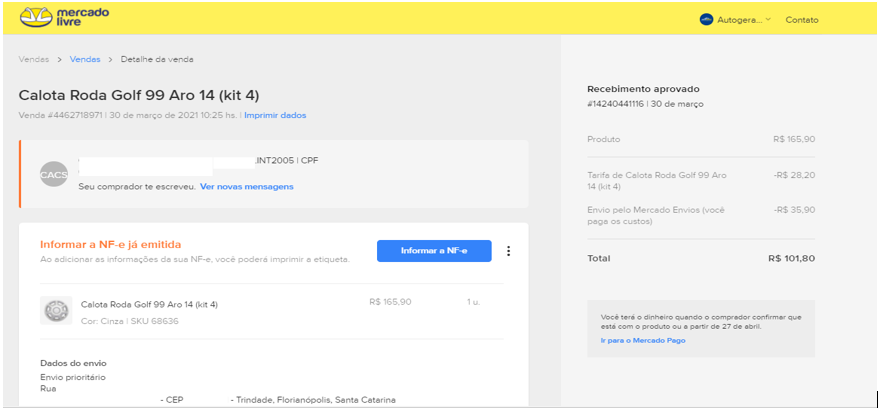 mercado
livre
Autogera...
Contato
Vendas > Vendas > Detalhe da venda
Calota Roda Golf 99 Aro 14 (kit 4)
Venda #4462718971 | 30 de março de 2021 10:25 hs. | Imprimir dados
CACS
.INT2005 | CPF
Seu comprador te escreveu. Ver novas mensagens
Informar a NF-e já emitida
Ao adicionar as informações da sua NF-e, você poderá imprimir a etiqueta.
Informar a NF-e
Calota Roda Golf 99 Aro 14 (kit 4) R$ 165,90 1 u.
Cor: Cinza | SKU 68636
Dados do envio
Envio prioritário
Rua
- CEP - Trindade, Florianópolis, Santa Catarina
Recebimento aprovado
#14240441116 | 30 de março
Produto R$ 165,90
Tarifa de Calota Roda Golf 99 Aro -R$ 28,20
14 (kit 4)
Envio pelo Mercado Envios (você -R$ 35,90
paga os custos)
Total R$ 101,80
Você terá o dinheiro quando o comprador confirmar que
está com o produto ou a partir de 27 de abril.
Ir para o Mercado Pago